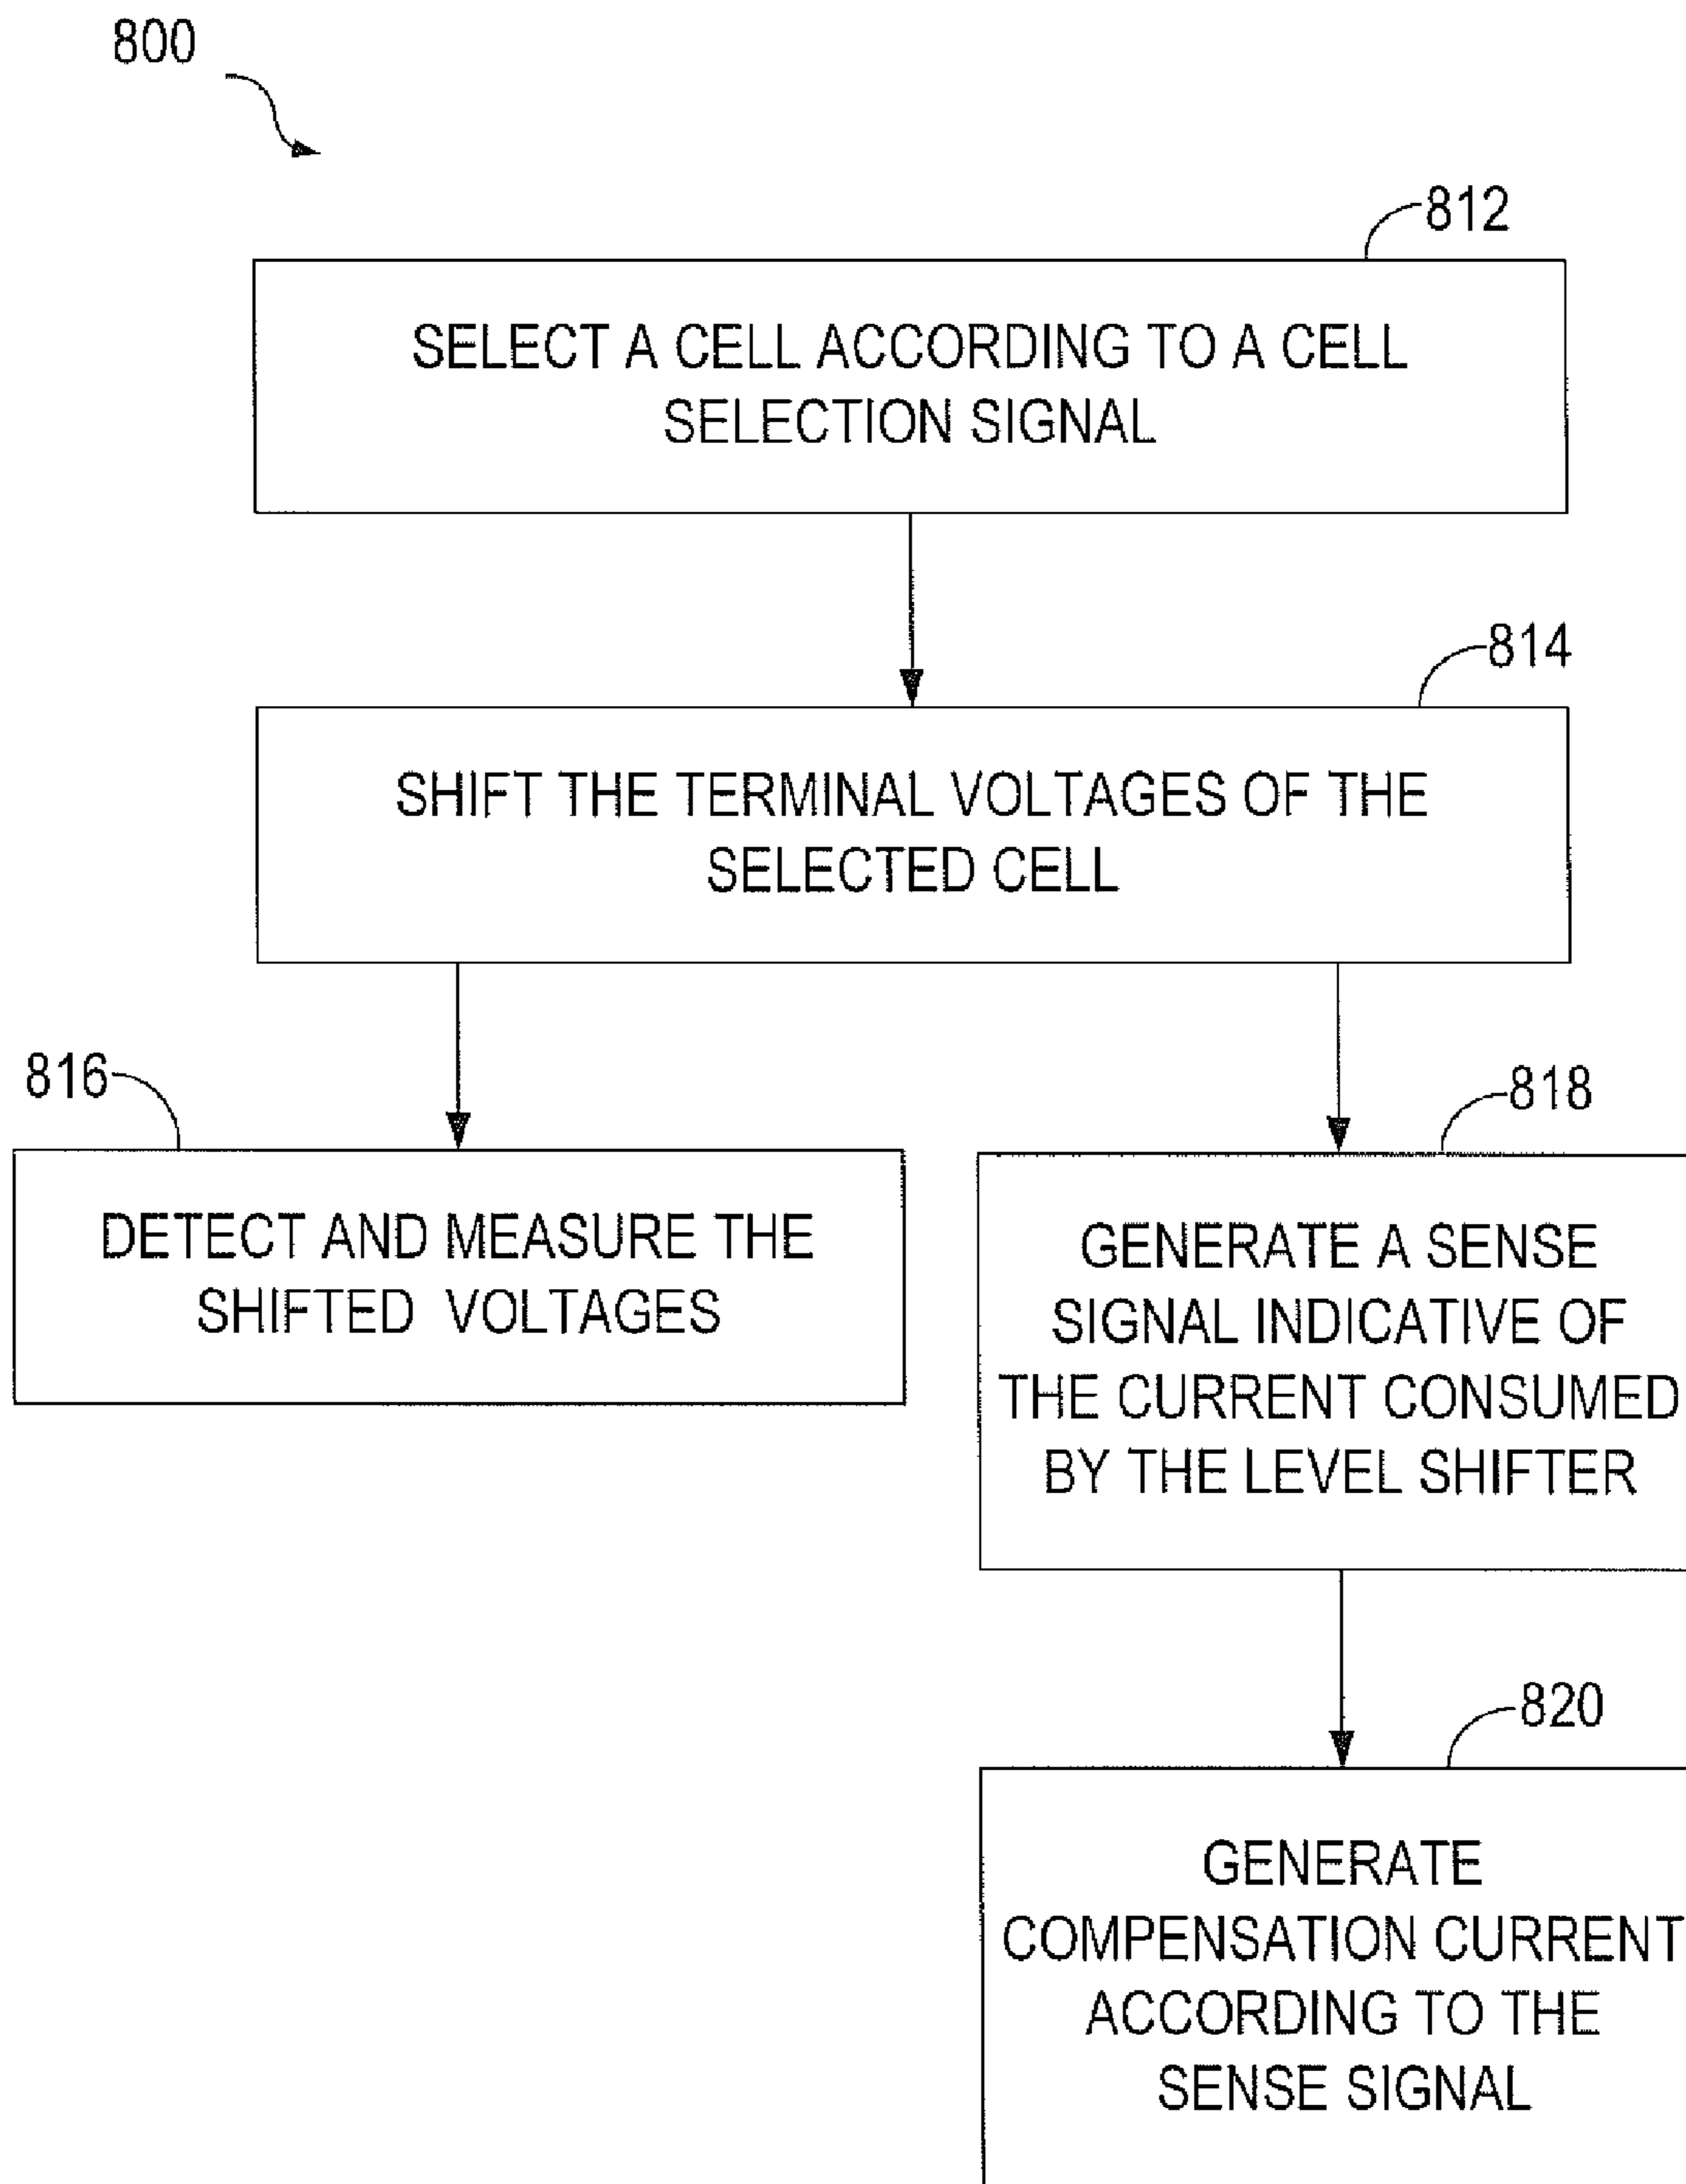 800
812
SELECT A CELL ACCORDING TO A CELL
SELECTION SIGNAL
814
SHIFT THE TERMINAL VOLTAGES OF THE
SELECTED CELL
816
DETECT AND MEASURE THE
SHIFTED VOLTAGES
818
GENERATE A SENSE
SIGNAL INDICATIVE OF
THE CURRENT CONSUMED
BY THE LEVEL SHIFTER
820
GENERATE
COMPENSATION CURRENT
ACCORDING TO THE
SENSE SIGNAL